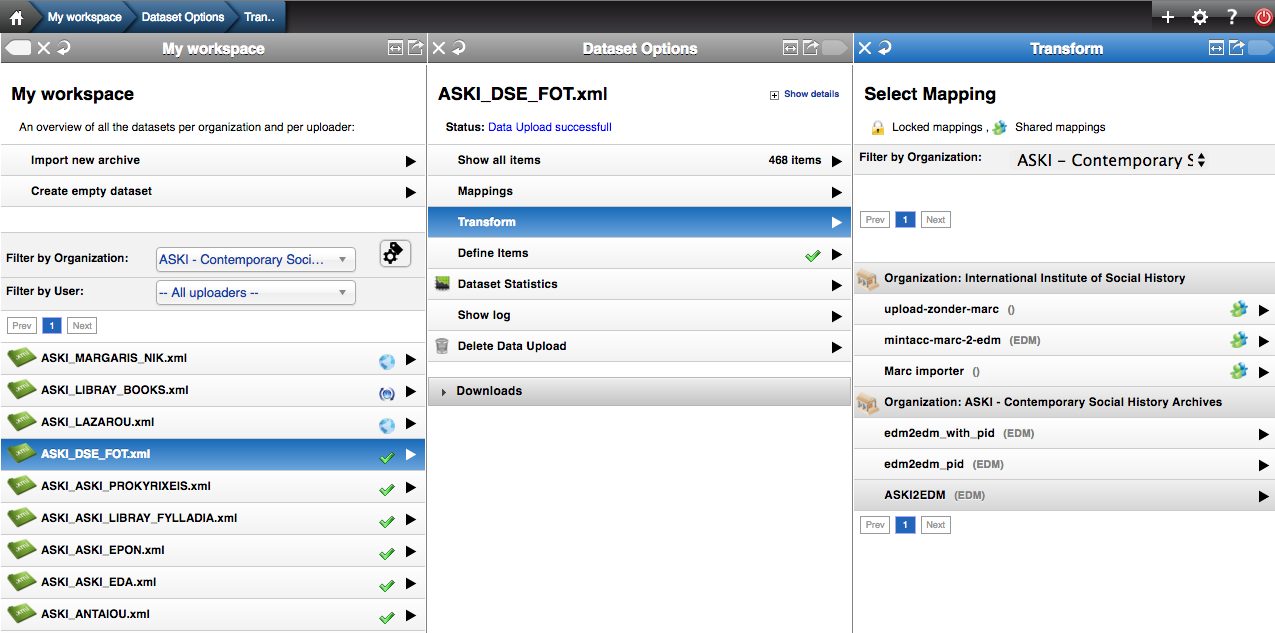 My workspace
Dataset Options
Tran..
My workspace
My workspace
An overview of all the datasets per organization and per uploader:
Import new archive
Create empty dataset
Filter by Organization: ASKI - Contemporary Soci...
Filter by User: -- All uploaders --
Prev 1 Next
ASKI_MARGARIS_NIK.xml
ASKI_LIBRAY_BOOKS.xml
ASKI_LAZAROU.xml
ASKI_DSE_FOT.xml
ASKI_ASKI_PROKYRIXEIS.xml
ASKI_ASKI_LIBRAY_FYLLADIA.xml
ASKI_ASKI_EPON.xml
ASKI_ASKI_EDA.xml
ASKI_ANTAIOU.xml
Dataset Options
ASKI_DSE_FOT.xml
Show details
Status: Data Upload successfull
Show all items 468 items
Mappings
Transform
Define Items
Dataset Statistics
Show log
Delete Data Upload
Downloads
Transform
Select Mapping
Locked mappings , Shared mappings
Filter by Organization: ASKI – Contemporary S
Prev 1 Next
Organization: International Institute of Social History
upload-zonder-marc ()
mintacc-marc-2-edm (EDM)
Marc importer ()
Organization: ASKI - Contemporary Social History Archives
edm2edm_with_pid (EDM)
edm2edm_pid (EDM)
ASKI2EDM (EDM)
Prev 1 Next